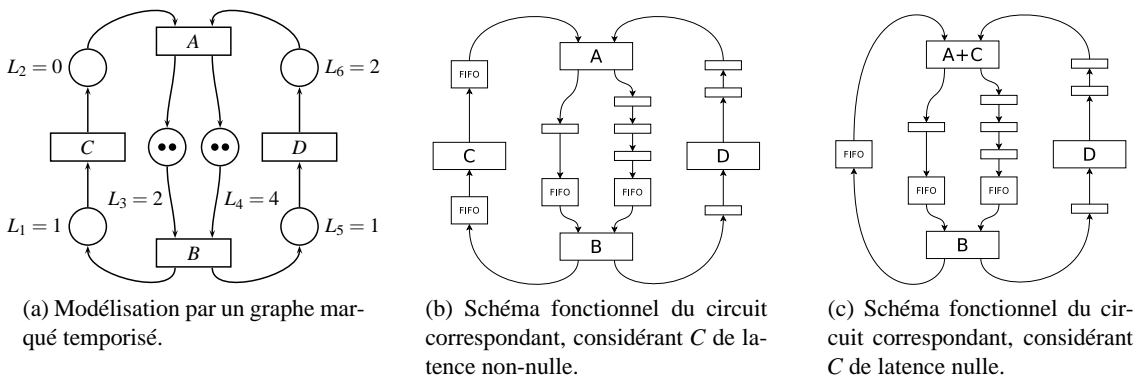 A
L₂ = 0
L₆ = 2
C
D
L₃ = 2
L₄ = 4
L₁ = 1
L₅ = 1
B
(a) Modélisation par un graphe mar-
qué temporisé.
A
FIFO
C
D
FIFO
FIFO
FIFO
B
(b) Schéma fonctionnel du circuit
correspondant, considérant C de la-
tence non-nulle.
A+C
FIFO
D
FIFO
FIFO
B
(c) Schéma fonctionnel du cir-
cuit correspondant, considérant
C de latence nulle.